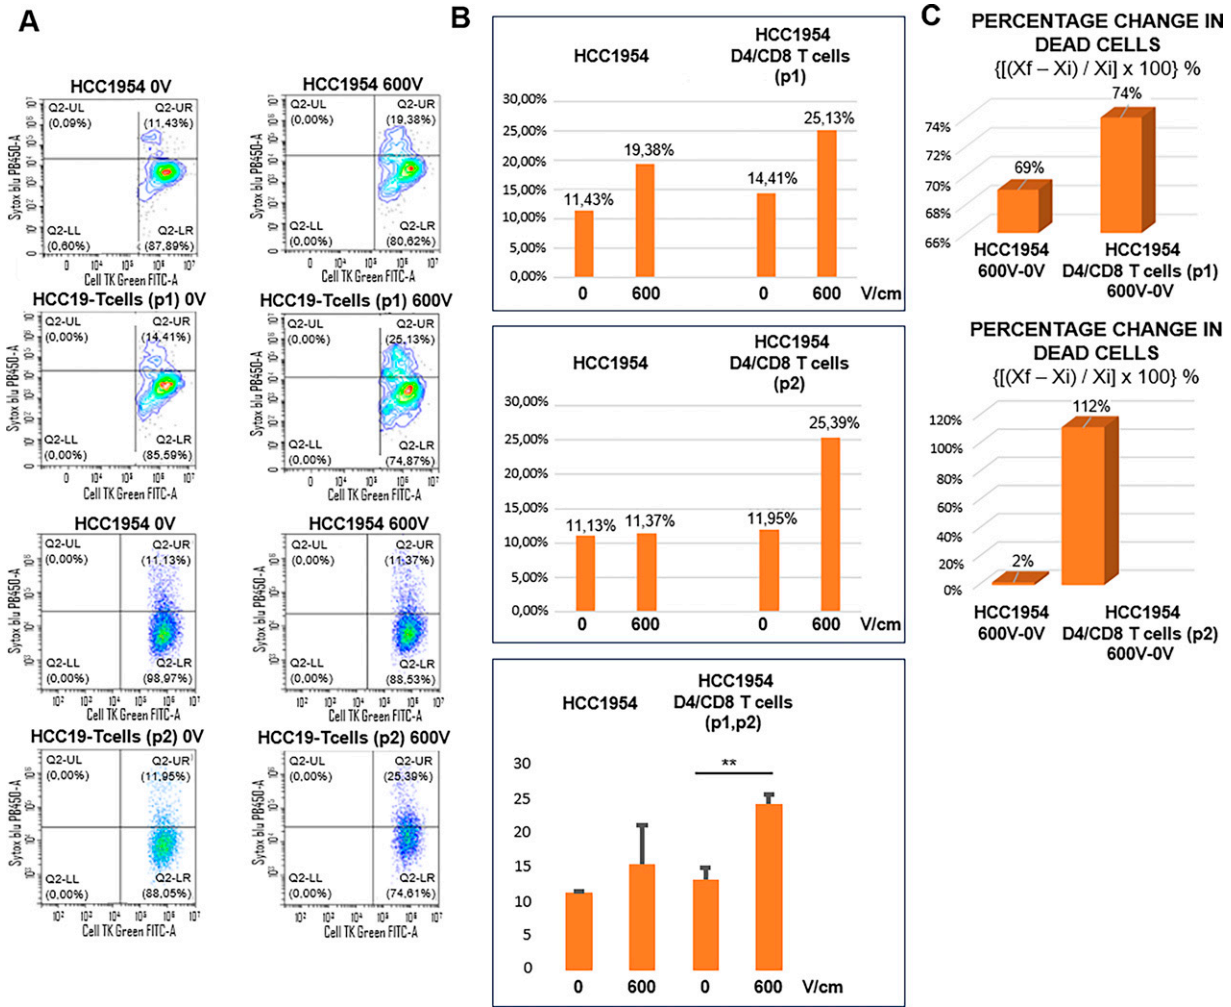 A
HCC1954 0V
Q2-UL
(0,09%)
Q2-UR
(11,43%)
Q2-LL
(0,60%)
Q2-LR
(87,89%)
Sytox blu PB450-A
Cell TK Green FITC-A
HCC1954 600V
Q2-UL
(0,00%)
Q2-UR
(19,38%)
Q2-LL
(0,00%)
Q2-LR
(80,62%)
Sytox blu PB450-A
Cell TK Green FITC-A
HCC19-Tcells (p1) 0V
Q2-UL
(0,00%)
Q2-UR
(14,41%)
Q2-LL
(0,00%)
Q2-LR
(85,59%)
Sytox blu PB450-A
Cell TK Green FITC-A
HCC19-Tcells (p1) 600V
Q2-UL
(0,00%)
Q2-UR
(25,13%)
Q2-LL
(0,00%)
Q2-LR
(74,87%)
Sytox blu PB450-A
Cell TK Green FITC-A
HCC1954 0V
Q2-UL
(0,00%)
Q2-UR
(11,13%)
Q2-LL
(0,00%)
Q2-LR
(98,97%)
Sytox blu PB450-A
Cell TK Green FITC-A
HCC1954 600V
Q2-UL
(0,00%)
Q2-UR
(11,37%)
Q2-LL
(0,00%)
Q2-LR
(88,53%)
Sytox blu PB450-A
Cell TK Green FITC-A
HCC19-Tcells (p2) 0V
Q2-UL
(0,00%)
Q2-UR
(11,95%)
Q2-LL
(0,00%)
Q2-LR
(88,05%)
Sytox blu PB450-A
Cell TK Green FITC-A
HCC19-Tcells (p2) 600V
Q2-UL
(0,00%)
Q2-UR
(25,39%)
Q2-LL
(0,00%)
Q2-LR
(74,61%)
Sytox blu PB450-A
Cell TK Green FITC-A
B
HCC1954
HCC1954
D4/CD8 T cells
(p1)
30,00%
25,00%
20,00%
15,00%
10,00%
5,00%
0,00%
11,43%
19,38%
14,41%
25,13%
0 600 0 600 V/cm
HCC1954
HCC1954
D4/CD8 T cells
(p2)
30,00%
25,00%
20,00%
15,00%
10,00%
5,00%
0,00%
11,13%
11,37%
11,95%
25,39%
0 600 0 600 V/cm
HCC1954
HCC1954
D4/CD8 T cells
(p1,p2)
30
25
20
15
10
5
0
**
0 600 0 600 V/cm
C
PERCENTAGE CHANGE IN
DEAD CELLS
{[(Xf – Xi) / Xi] x 100} %
74%
72%
70%
68%
66%
69%
74%
HCC1954
600V-0V
HCC1954
D4/CD8 T cells (p1)
600V-0V
PERCENTAGE CHANGE IN
DEAD CELLS
{[(Xf – Xi) / Xi] x 100} %
120%
100%
80%
60%
40%
20%
0%
2%
112%
HCC1954
600V-0V
HCC1954
D4/CD8 T cells (p2)
600V-0V